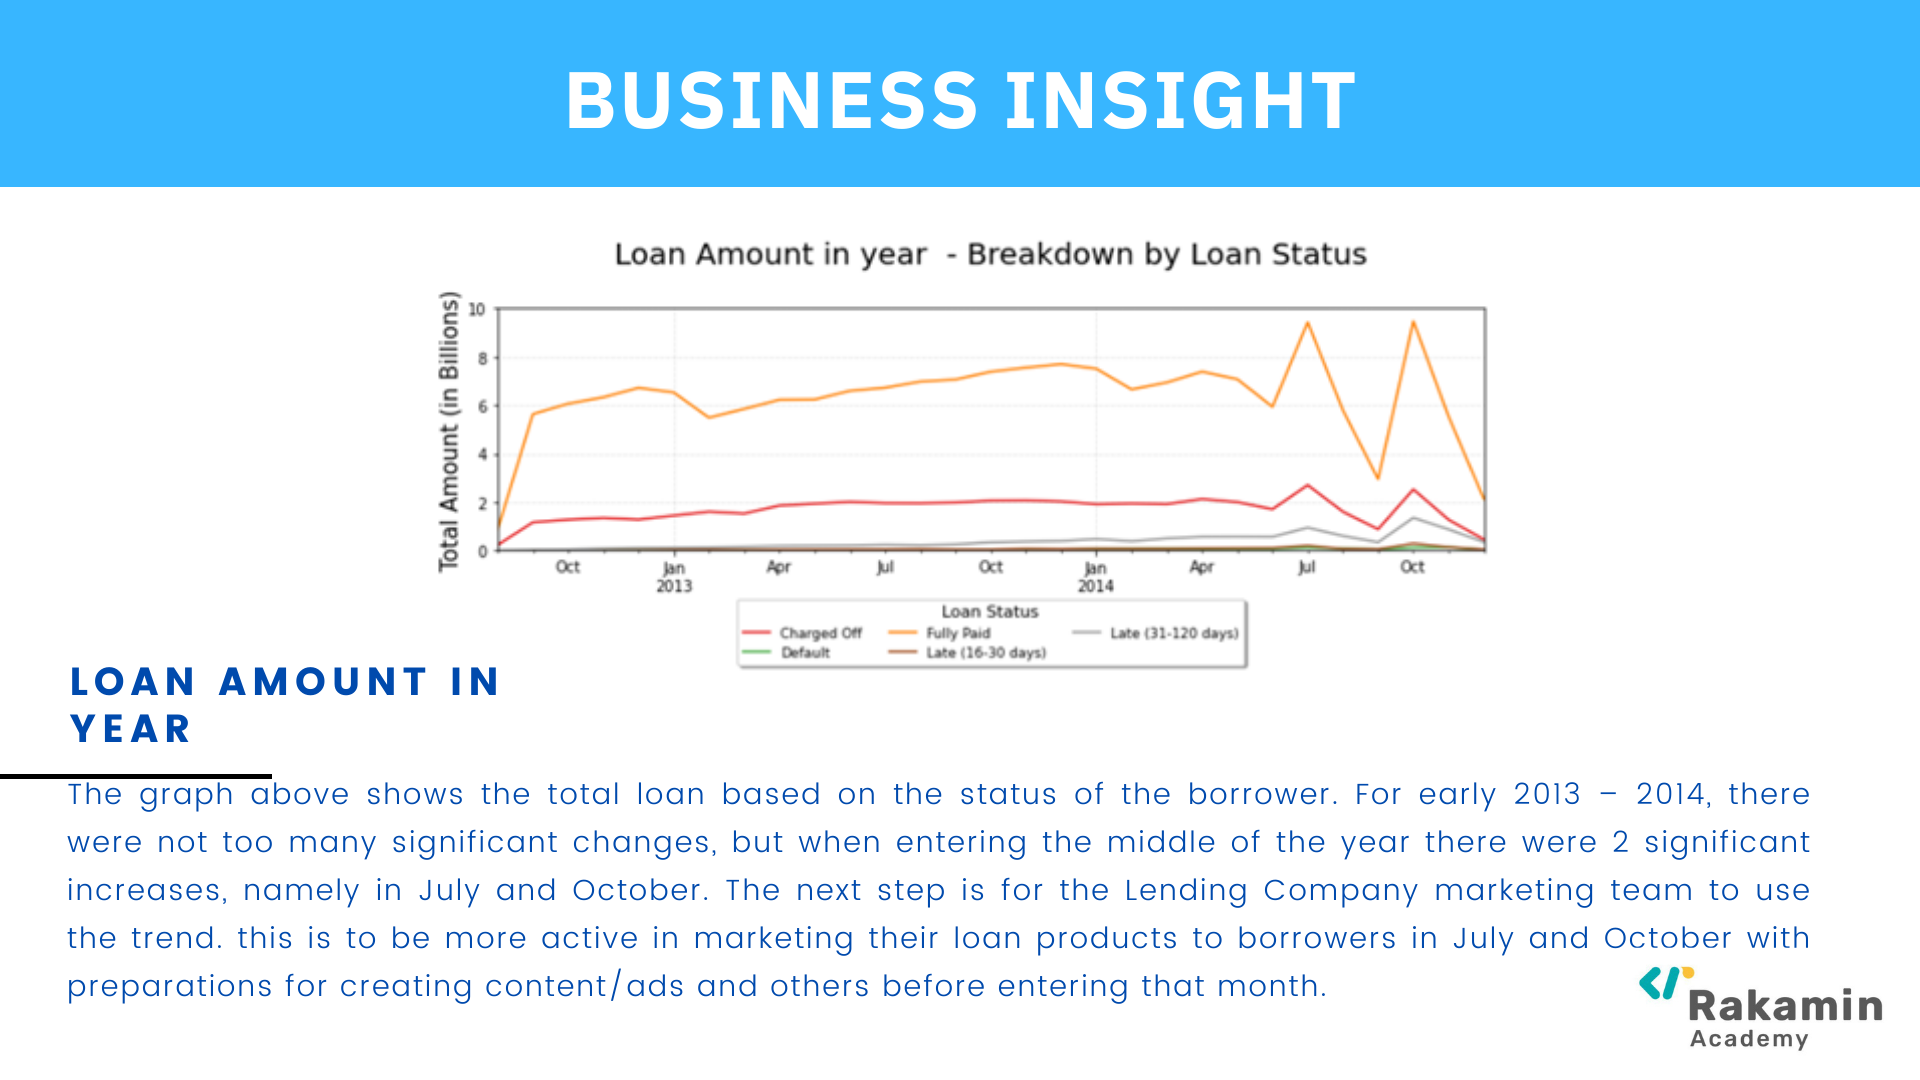 BUSINESS INSIGHT
Loan Amount in year - Breakdown by Loan Status
Total Amount (in Billions)
10
8
6
4
2
0
Oct Jan Apr Jul Oct Jan Apr Jul Oct
2013 2014
Loan Status
Charged Off Fully Paid Late (31-120 days)
Default Late (16-30 days)
LOAN AMOUNT IN
YEAR
The graph above shows the total loan based on the status of the borrower. For early 2013 – 2014, there
were not too many significant changes, but when entering the middle of the year there were 2 significant
increases, namely in July and October. The next step is for the Lending Company marketing team to use
the trend. this is to be more active in marketing their loan products to borrowers in July and October with
preparations for creating content/ads and others before entering that month.
Rakamin
Academy